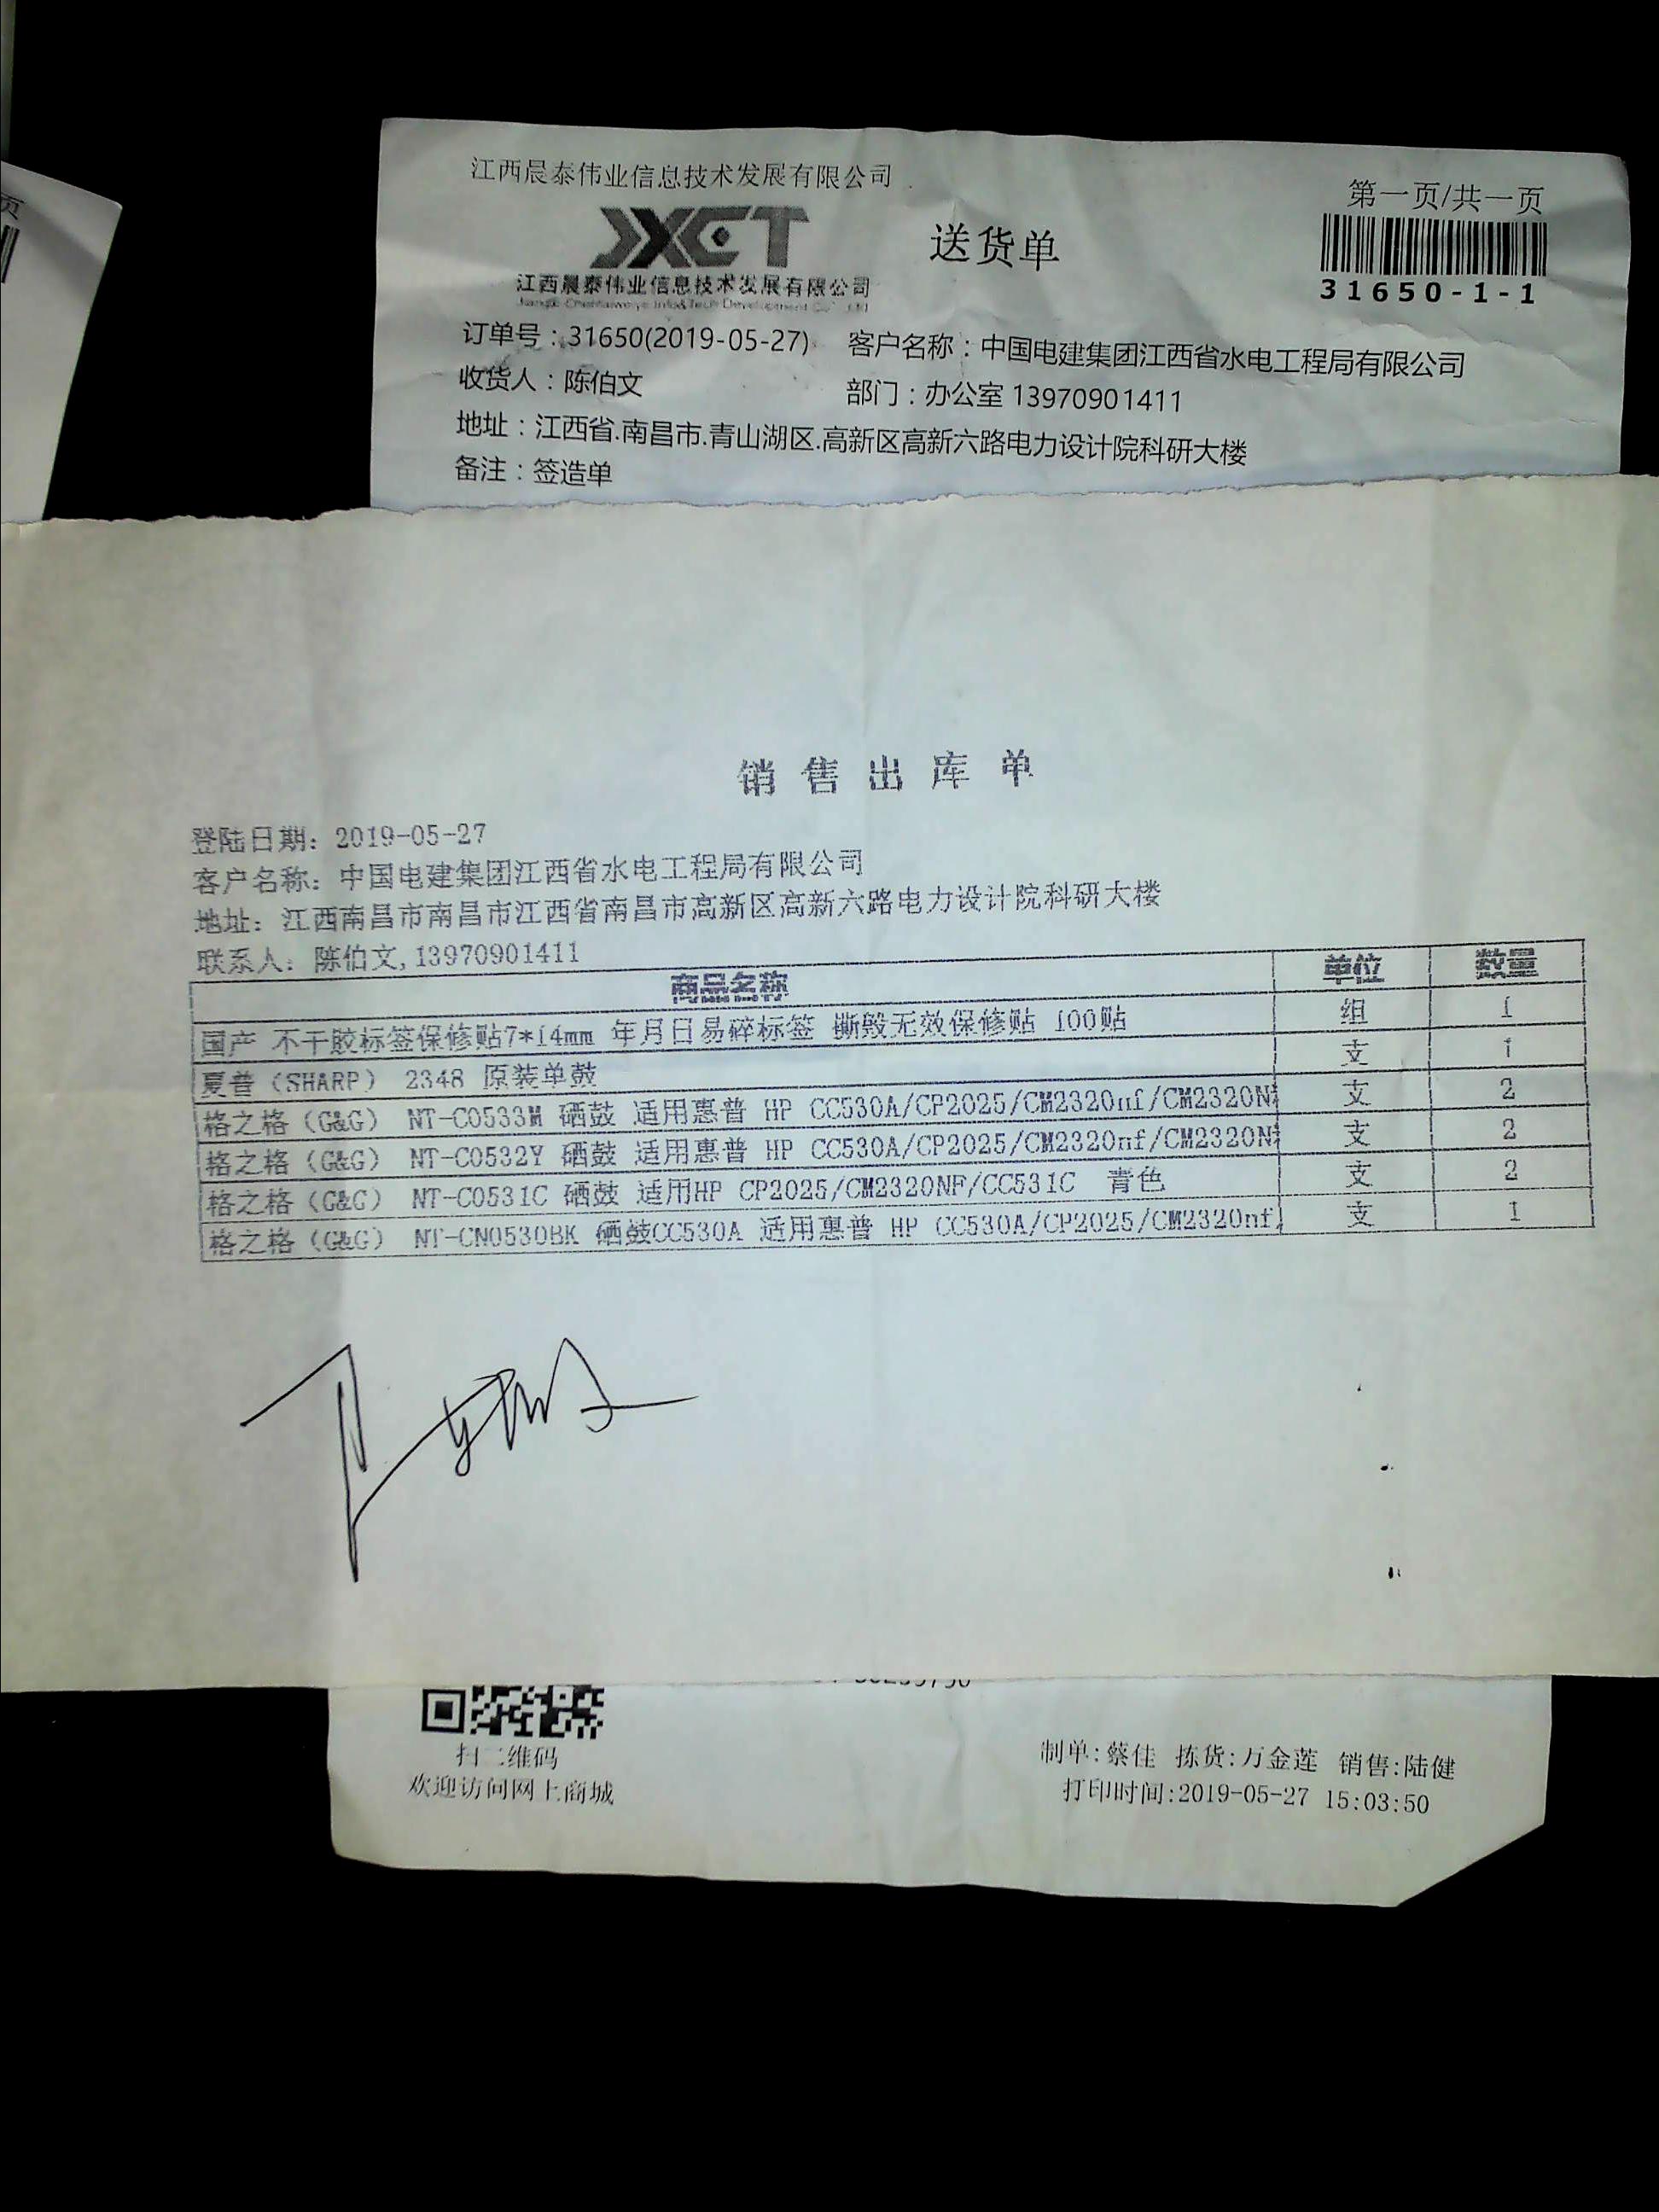 页
江西晨泰伟业信息技术发展有限公司
第一页/共一页
JXCT
送货单
江西晨泰伟业信息技术发展有限公司
31650-1-1
订单号：31650(2019-05-27) 客户名称：中国电建集团江西省水电工程局有限公司
收货人：陈伯文 部门：办公室 13970901411
地址：江西省.南昌市.青山湖区.高新区高新六路电力设计院科研大楼
备注：签造单
销售出库单
登陆日期：2019-05-27
客户名称：中国电建集团江西省水电工程局有限公司
地址：江西南昌市南昌市江西省南昌市高新区高新六路电力设计院科研大楼
联系人：陈伯文,13970901411
商品名称 单位 数量
国产 不干胶标签保修贴7*14mm 年月日易碎标签 撕毁无效保修贴 100贴 组 1
夏普（SHARP） 2348 原装单鼓 支 1
格之格（G&G） NT-C0533M 硒鼓 适用惠普 HP CC530A/CP2025/CM2320nf/CM2320N 支 2
格之格（G&G） NT-C0532Y 硒鼓 适用惠普 HP CC530A/CP2025/CM2320nf/CM2320N 支 2
格之格（G&G） NT-C0531C 硒鼓 适用HP CP2025/CM2320NF/CC531C 青色 支 2
格之格（G&G） NT-CN0530BK 硒鼓CC530A 适用惠普 HP CC530A/CP2025/CM2320nf 支 1
扫二维码
欢迎访问网上商城
制单:蔡佳 拣货:万金莲 销售:陆健
打印时间:2019-05-27 15:03:50